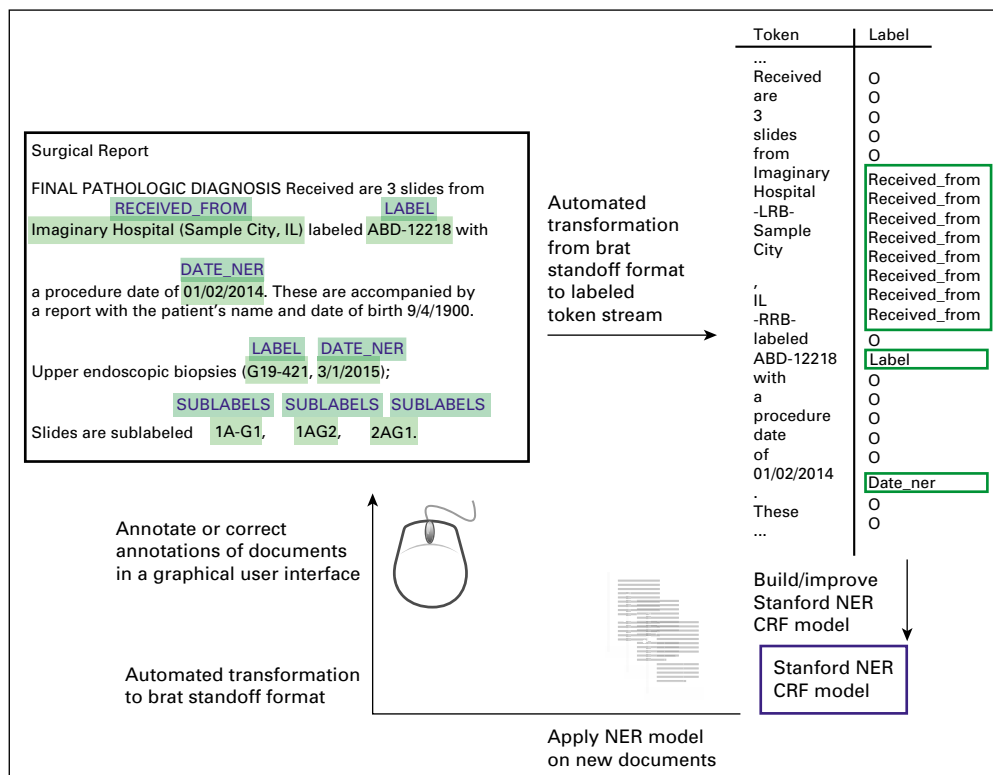 Surgical Report
FINAL PATHOLOGIC DIAGNOSIS Received are 3 slides from
RECEIVED_FROM LABEL
Imaginary Hospital (Sample City, IL) labeled ABD-12218 with
DATE_NER
a procedure date of 01/02/2014. These are accompanied by
a report with the patient’s name and date of birth 9/4/1900.
LABEL DATE_NER
Upper endoscopic biopsies (G19-421, 3/1/2015);
SUBLABELS SUBLABELS SUBLABELS
Slides are sublabeled 1A-G1, 1AG2, 2AG1.
Automated
transformation
from brat
standoff format
to labeled
token stream
Token Label
...
Received O
are O
3 O
slides O
from O
Imaginary Received_from
Hospital Received_from
-LRB- Received_from
Sample Received_from
City Received_from
, Received_from
IL Received_from
-RRB- Received_from
labeled O
ABD-12218 Label
with O
a O
procedure O
date O
of O
01/02/2014 Date_ner
. O
These O
...
Build/improve
Stanford NER
CRF model
Stanford NER
CRF model
Apply NER model
on new documents
Automated transformation
to brat standoff format
Annotate or correct
annotations of documents
in a graphical user interface